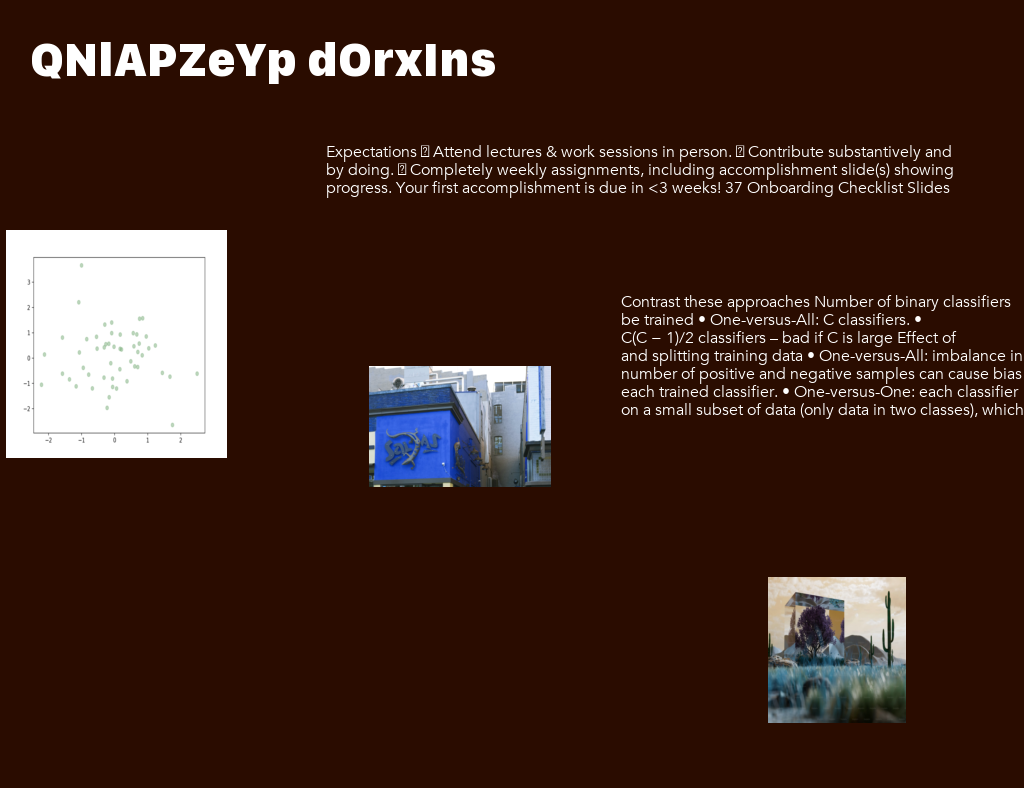 QNlAPZeYp dOrxIns
Expectations ⍰ Attend lectures & work sessions in person. ⍰ Contribute substantively and
by doing. ⍰ Completely weekly assignments, including accomplishment slide(s) showing
progress. Your first accomplishment is due in <3 weeks! 37 Onboarding Checklist Slides
3
2
1
0
−1
−2
−2 −1 0 1 2
Contrast these approaches Number of binary classifiers
be trained • One-versus-All: C classifiers. •
C(C − 1)/2 classifiers – bad if C is large Effect of
and splitting training data • One-versus-All: imbalance in
number of positive and negative samples can cause bias
each trained classifier. • One-versus-One: each classifier
on a small subset of data (only data in two classes), which